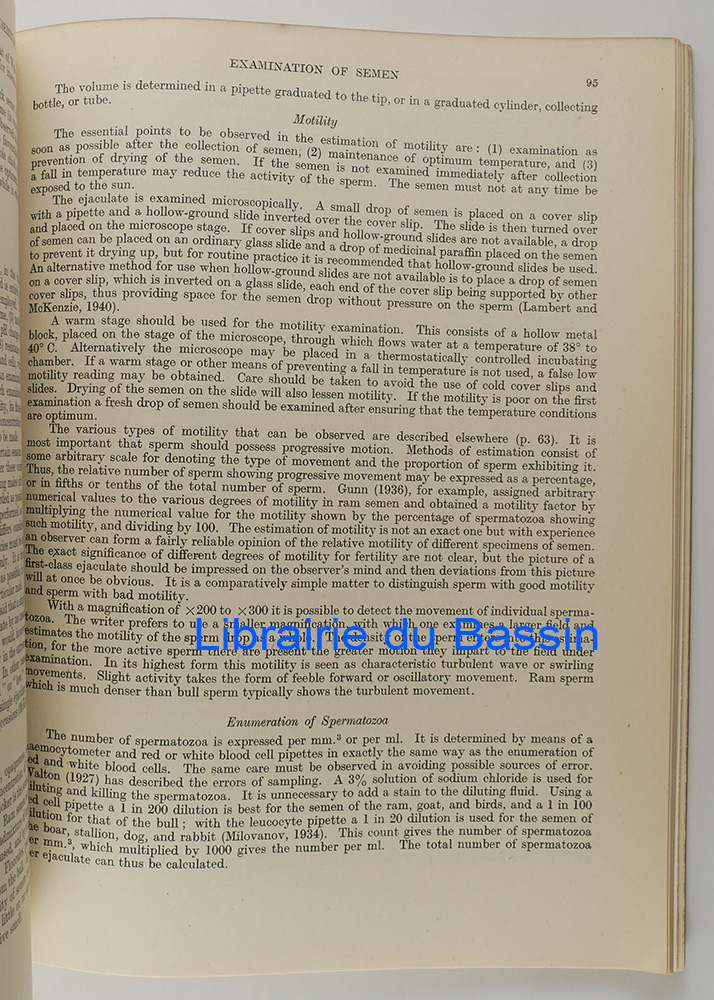 EXAMINATION OF SEMEN
95
The volume is determined in a pipette graduated to the tip, or in a graduated cylinder, collecting
bottle, or tube.
Motility
The essential points to be observed in the estimation of motility are: (1) examination as
soon as possible after the collection of semen, (2) maintenance of optimum temperature, and (3)
prevention of drying of the semen. If the semen is not examined immediately after collection
a fall in temperature may reduce the activity of the sperm. The semen must not at any time be
exposed to the sun.
The ejaculate is examined microscopically. A small drop of semen is placed on a cover slip
with a pipette and a hollow-ground slide inverted over the cover slip. The slide is then turned over
and placed on the microscope stage. If cover slips and hollow-ground slides are not available, a drop
of semen can be placed on an ordinary glass slide and a drop of medicinal paraffin placed on the semen
to prevent it drying up, but for routine practice it is recommended that hollow-ground slides be used.
An alternative method for use when hollow-ground slides are not available is to place a drop of semen
on a cover slip, which is inverted on a glass slide, each end of the cover slip being supported by other
cover slips, thus providing space for the semen drop without pressure on the sperm (Lambert and
McKenzie, 1940).
A warm stage should be used for the motility examination. This consists of a hollow metal
block, placed on the stage of the microscope, through which flows water at a temperature of 38° to
40° C. Alternatively the microscope may be placed in a thermostatically controlled incubating
chamber. If a warm stage or other means of preventing a fall in temperature is not used, a false low
motility reading may be obtained. Care should be taken to avoid the use of cold cover slips and
slides. Drying of the semen on the slide will also lessen motility. If the motility is poor on the first
examination a fresh drop of semen should be examined after ensuring that the temperature conditions
are optimum.
The various types of motility that can be observed are described elsewhere (p. 63). It is
most important that sperm should possess progressive motion. Methods of estimation consist of
some arbitrary scale for denoting the type of movement and the proportion of sperm exhibiting it.
Thus, the relative number of sperm showing progressive movement may be expressed as a percentage,
or in fifths or tenths of the total number of sperm. Gunn (1936), for example, assigned arbitrary
numerical values to the various degrees of motility in ram semen and obtained a motility factor by
multiplying the numerical value for the motility shown by the percentage of spermatozoa showing
such motility, and dividing by 100. The estimation of motility is not an exact one but with experience
an observer can form a fairly reliable opinion of the relative motility of different specimens of semen.
The exact significance of different degrees of motility for fertility are not clear, but the picture of a
first-class ejaculate should be impressed on the observer's mind and then deviations from this picture
will at once be obvious. It is a comparatively simple matter to distinguish sperm with good motility
and sperm with bad motility.
With a magnification of ×200 to ×300 it is possible to detect the movement of individual sperma-
tozoa. The writer prefers to use a smaller magnification, with which one examines a larger field and
estimates the motility of the sperm drop as a whole. The density of the sperm affects this estima-
tion, for the more active sperm there are present the greater motion they impart to the field under
examination. In its highest form this motility is seen as characteristic turbulent wave or swirling
movements. Slight activity takes the form of feeble forward or oscillatory movement. Ram sperm
which is much denser than bull sperm typically shows the turbulent movement.
Librairie du Bassin
Enumeration of Spermatozoa
The number of spermatozoa is expressed per mm.³ or per ml. It is determined by means of a
haemocytometer and red or white blood cell pipettes in exactly the same way as the enumeration of
red and white blood cells. The same care must be observed in avoiding possible sources of error.
Walton (1927) has described the errors of sampling. A 3% solution of sodium chloride is used for
diluting and killing the spermatozoa. It is unnecessary to add a stain to the diluting fluid. Using a
red cell pipette a 1 in 200 dilution is best for the semen of the ram, goat, and birds, and a 1 in 100
dilution for that of the bull; with the leucocyte pipette a 1 in 20 dilution is used for the semen of
the boar, stallion, dog, and rabbit (Milovanov, 1934). This count gives the number of spermatozoa
per mm.³, which multiplied by 1000 gives the number per ml. The total number of spermatozoa
per ejaculate can thus be calculated.